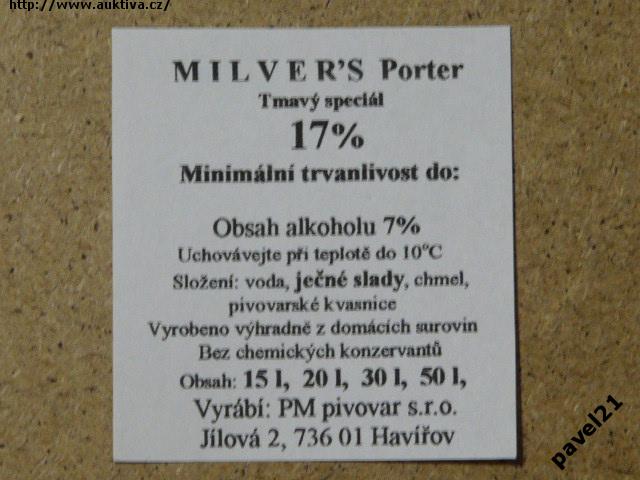 http://www.auktiva.cz/
MILVER'S Porter
Tmavý speciál
17%
Minimální trvanlivost do:
Obsah alkoholu 7%
Uchovávejte při teplotě do 10°C
Složení: voda, ječné slady, chmel,
pivovarské kvasnice
Vyrobeno výhradně z domácích surovin
Bez chemických konzervantů
Obsah: 15 l, 20 l, 30 l, 50 l,
Vyrábí: PM pivovar s.r.o.
Jílová 2, 736 01 Havířov
pavel21